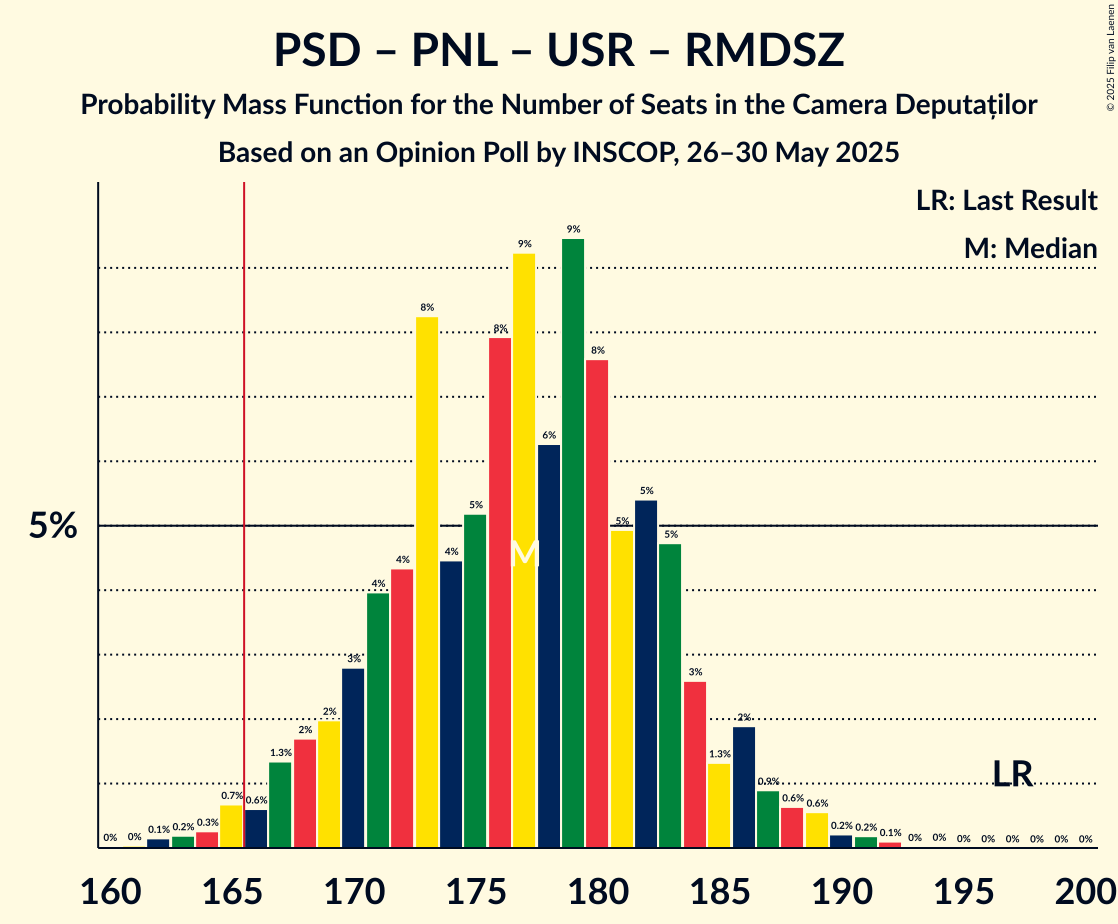 PSD – PNL – USR – RMDSZ
Probability Mass Function for the Number of Seats in the Camera Deputaților
Based on an Opinion Poll by INSCOP, 26–30 May 2025
© 2025 Filip van Laenen
LR: Last Result
M: Median
5%
0% 0% 0.1% 0.2% 0.3% 0.7% 0.6% 1.3% 2% 2% 3% 4% 4% 8% 4% 5% 8% 9% 6% 9% 8% 5% 5% 5% 3% 1.3% 2% 0.9% 0.6% 0.6% 0.2% 0.2% 0.1% 0% 0% 0% 0% 0% 0% 0% 0%
M
LR
160 165 170 175 180 185 190 195 200